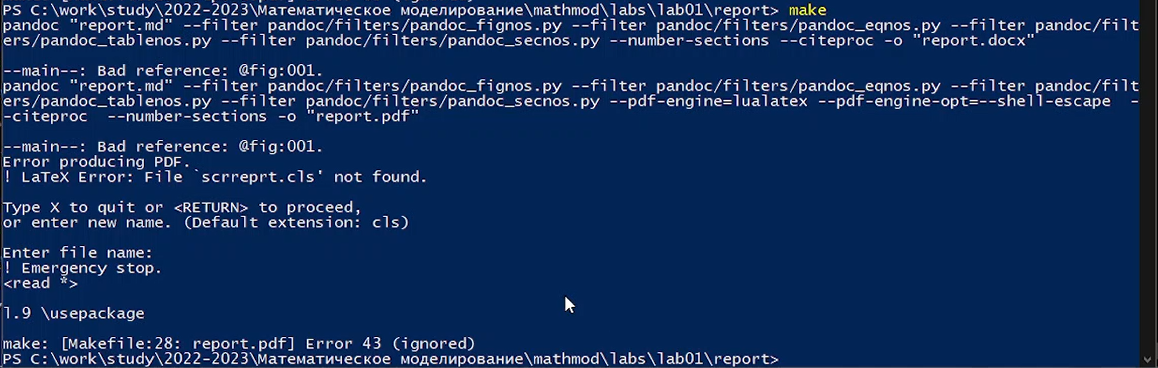 PS C:\work\study\2022-2023\Математическое моделирование\mathmod\labs\lab01\report> make
pandoc "report.md" --filter pandoc/filters/pandoc_fignos.py --filter pandoc/filters/pandoc_eqnos.py --filter pandoc/filt
ers/pandoc_tablenos.py --filter pandoc/filters/pandoc_secnos.py --number-sections --citeproc -o "report.docx"
--main--: Bad reference: @fig:001.
pandoc "report.md" --filter pandoc/filters/pandoc_fignos.py --filter pandoc/filters/pandoc_eqnos.py --filter pandoc/filt
ers/pandoc_tablenos.py --filter pandoc/filters/pandoc_secnos.py --pdf-engine=lualatex --pdf-engine-opt=--shell-escape  -
-citeproc  --number-sections -o "report.pdf"
--main--: Bad reference: @fig:001.
Error producing PDF.
! LaTeX Error: File `scrreprt.cls' not found.
Type X to quit or <RETURN> to proceed,
or enter new name. (Default extension: cls)
Enter file name:
! Emergency stop.
<read *>
l.9 \usepackage
make: [Makefile:28: report.pdf] Error 43 (ignored)
PS C:\work\study\2022-2023\Математическое моделирование\mathmod\labs\lab01\report>